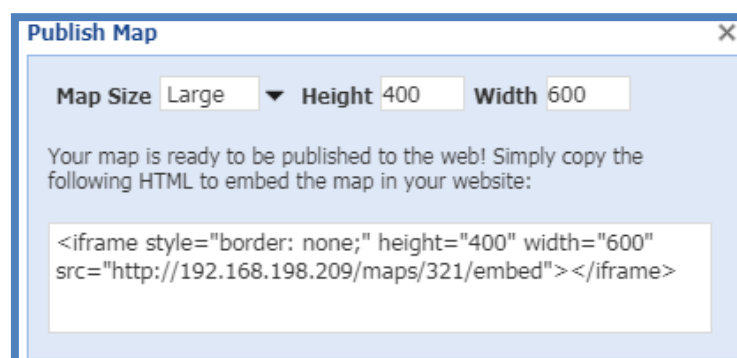 Publish Map
Map Size Large Height 400 Width 600
Your map is ready to be published to the web! Simply copy the
following HTML to embed the map in your website:
<iframe style="border: none;" height="400" width="600"
src="http://192.168.198.209/maps/321/embed"></iframe>